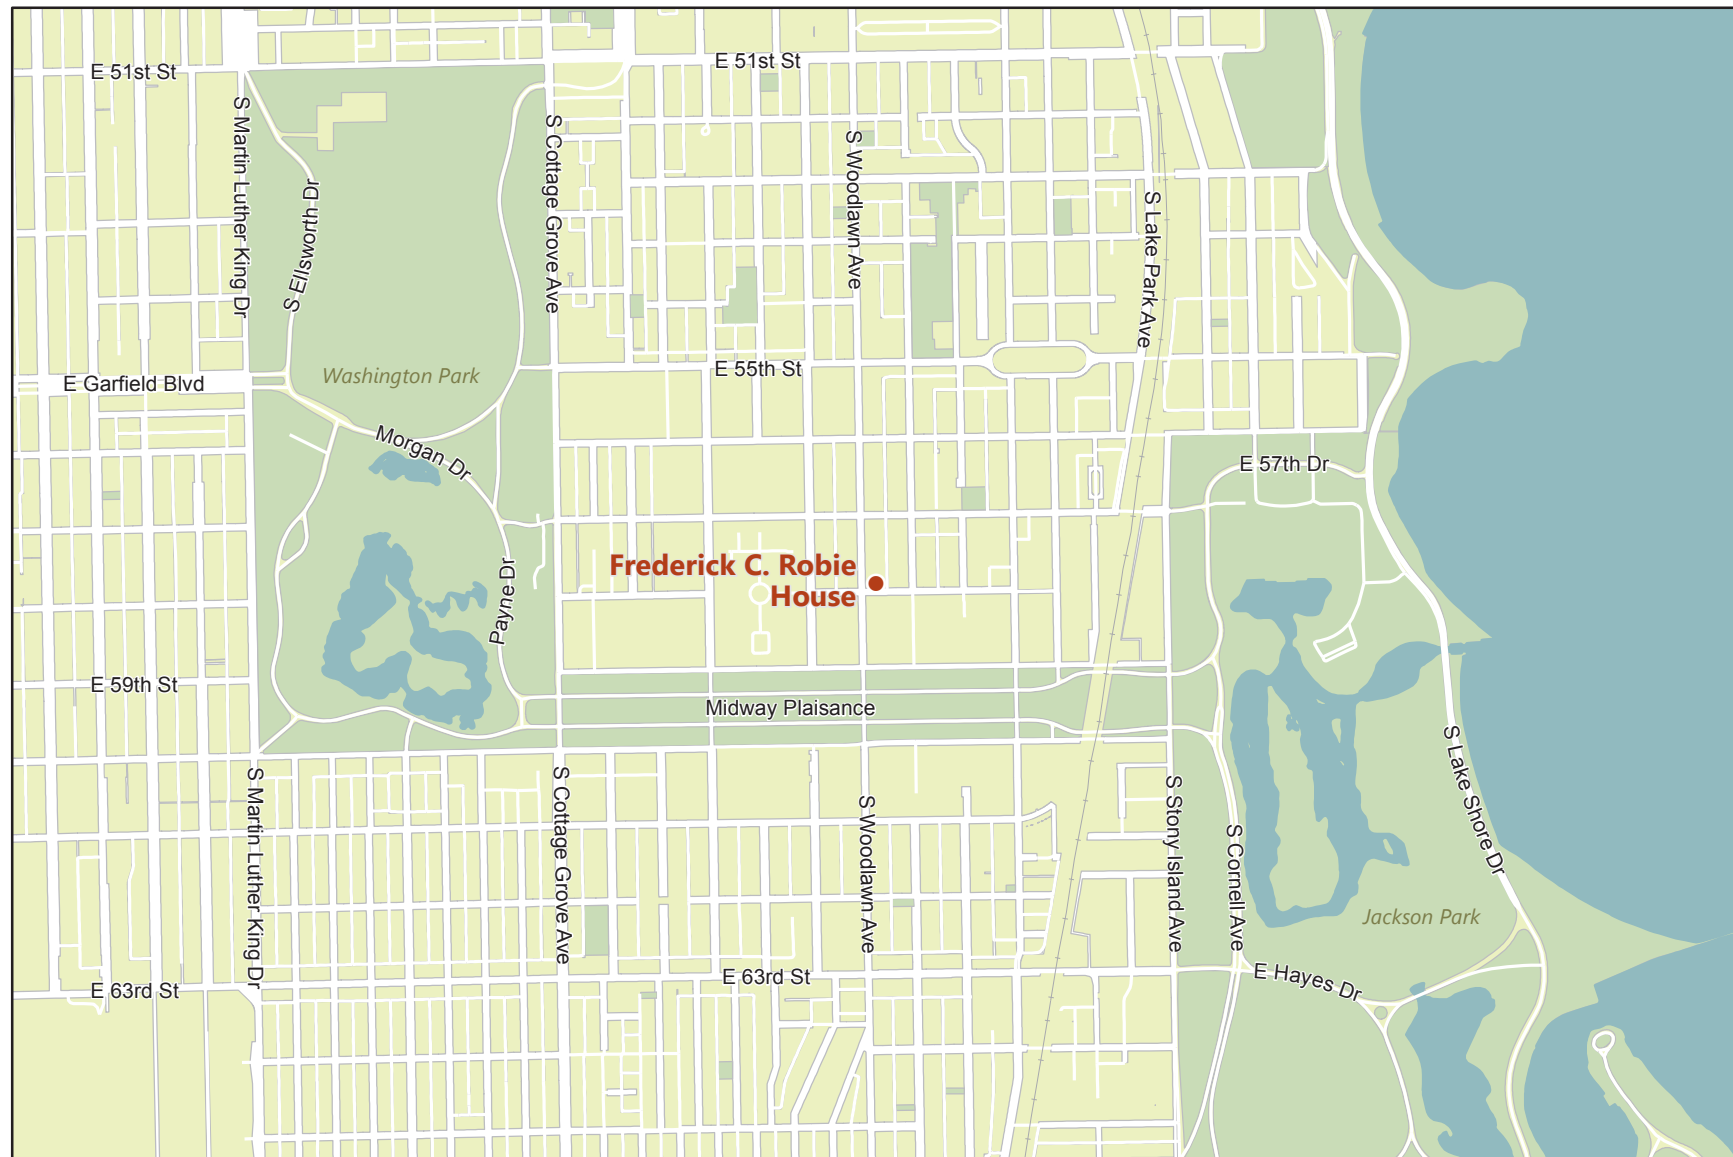 E 51st St
E 51st St
S Martin Luther King Dr
S Ellsworth Dr
S Cottage Grove Ave
S Woodlawn Ave
S Lake Park Ave
E Garfield Blvd
Washington Park
E 55th St
Morgan Dr
E 57th Dr
Frederick C. Robie
House
Payne Dr
E 59th St
Midway Plaisance
S Martin Luther King Dr
S Cottage Grove Ave
S Woodlawn Ave
S Stony Island Ave
S Cornell Ave
S Lake Shore Dr
Jackson Park
E 63rd St
E 63rd St
E Hayes Dr